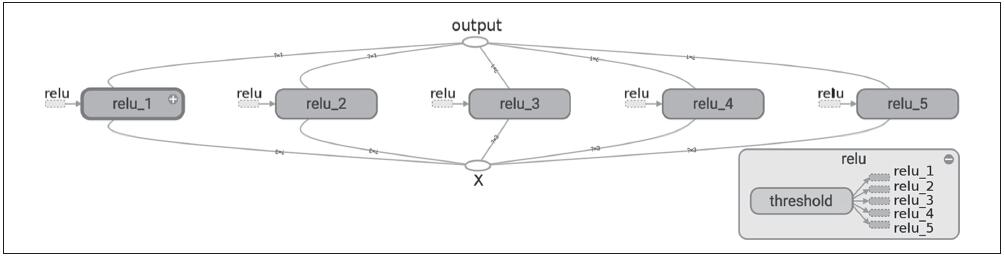 output
relu relu_1
relu relu_2
relu relu_3
relu relu_4
relu relu_5
X
relu
threshold
relu_1
relu_2
relu_3
relu_4
relu_5